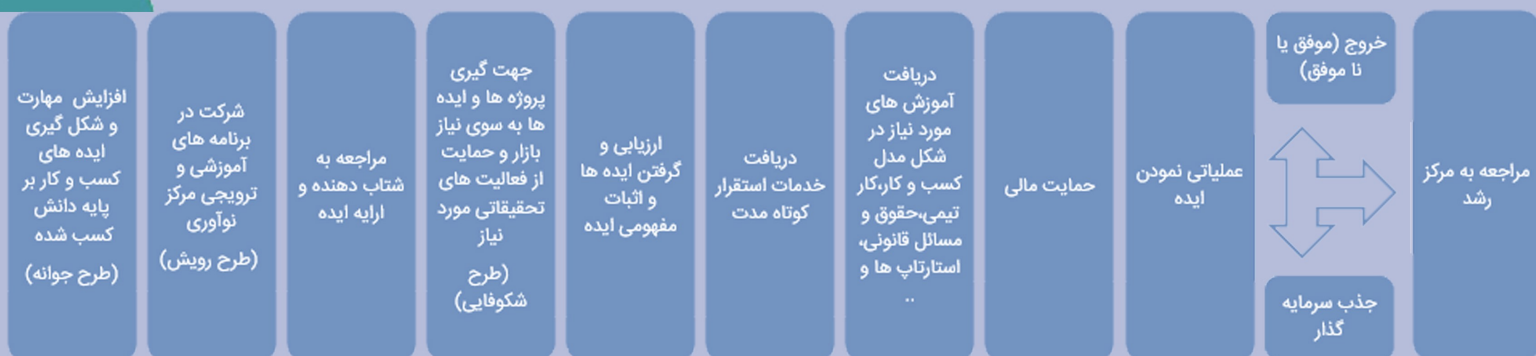 افزایش مهارت
و شکل گیری
ایده های
کسب و کار بر
پایه دانش
کسب شده
(طرح جوانه)
شرکت در
برنامه های
آموزشی و
ترویجی مرکز
نوآوری
(طرح رویش)
مراجعه به
شتاب دهنده و
ارایه ایده
جهت گیری
پروژه ها و ایده
ها به سوی نیاز
بازار و حمایت
از فعالیت های
تحقیقاتی مورد
نیاز
(طرح
شکوفایی)
ارزیابی و
گرفتن ایده ها
و اثبات
مفهومی ایده
دریافت
خدمات استقرار
کوتاه مدت
دریافت
آموزش های
مورد نیاز در
شکل مدل
کسب و کار،کار
تیمی،حقوق و
مسائل قانونی،
استارتاپ ها و
..
حمایت مالی
عملیاتی نمودن
ایده
خروج (موفق یا
نا موفق)
جذب سرمایه
گذار
مراجعه به مرکز
رشد